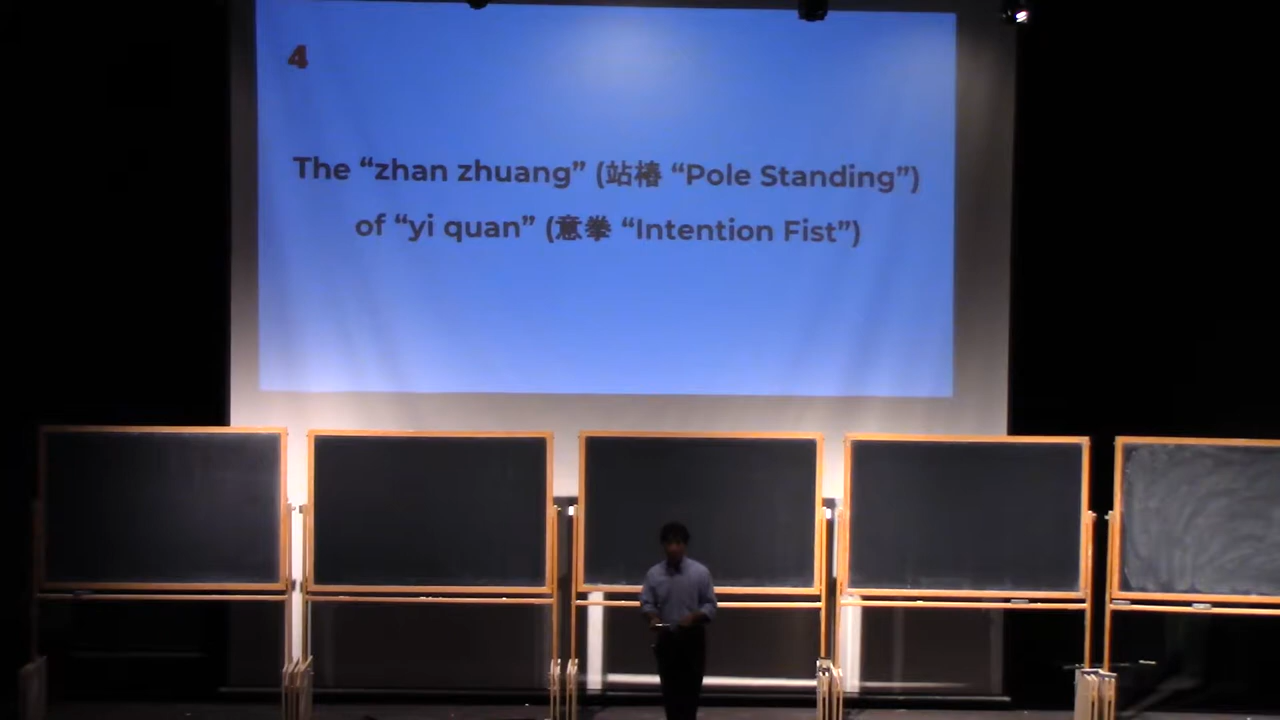 4
The “zhan zhuang” (站樁 “Pole Standing”)
of “yi quan” (意拳 “Intention Fist”)